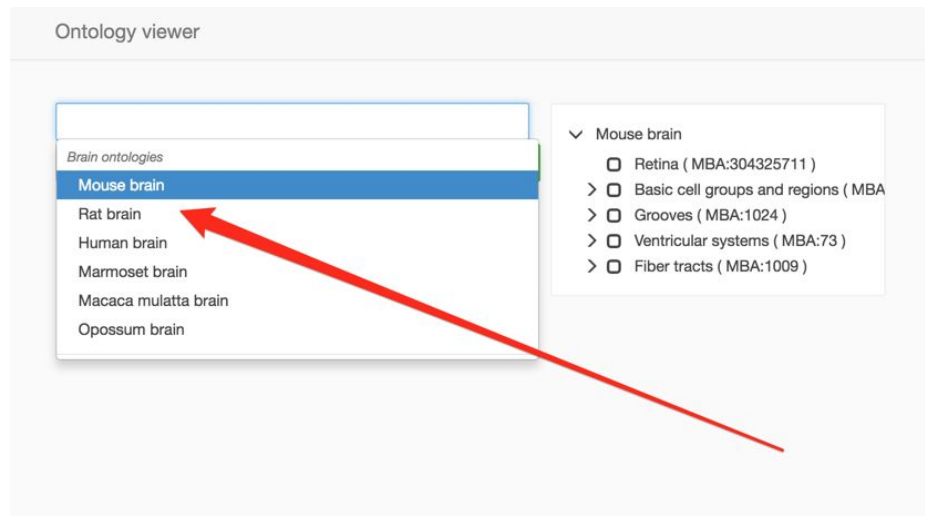 Ontology viewer
Brain ontologies
Mouse brain
Rat brain
Human brain
Marmoset brain
Macaca mulatta brain
Opossum brain
Mouse brain
Retina ( MBA:304325711 )
Basic cell groups and regions ( MBA
Grooves ( MBA:1024 )
Ventricular systems ( MBA:73 )
Fiber tracts ( MBA:1009 )